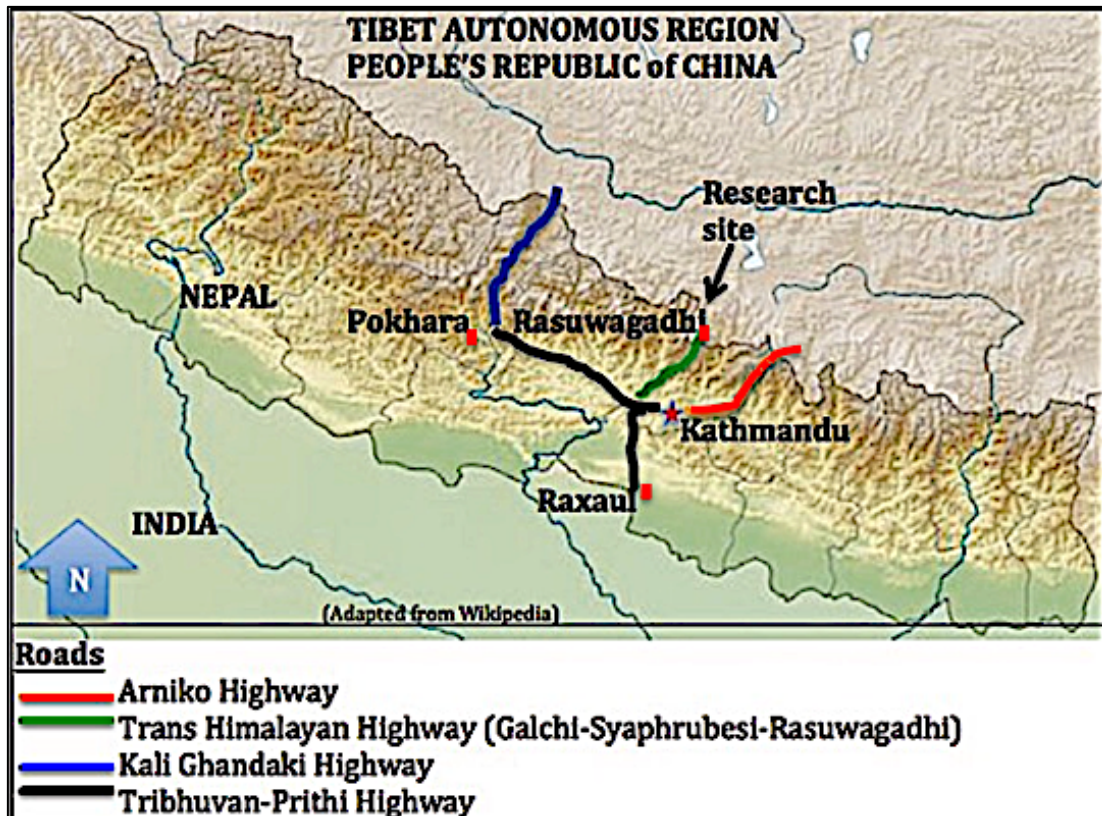 TIBET AUTONOMOUS REGION
PEOPLE'S REPUBLIC of CHINA
Research
site
NEPAL
Pokhara
Rasuwagadhi
Kathmandu
Raxaul
INDIA
N
(Adapted from Wikipedia)
Roads
Arniko Highway
Trans Himalayan Highway (Galchi-Syaphrubesi-Rasuwagadhi)
Kali Ghandaki Highway
Tribhuvan-Prithi Highway